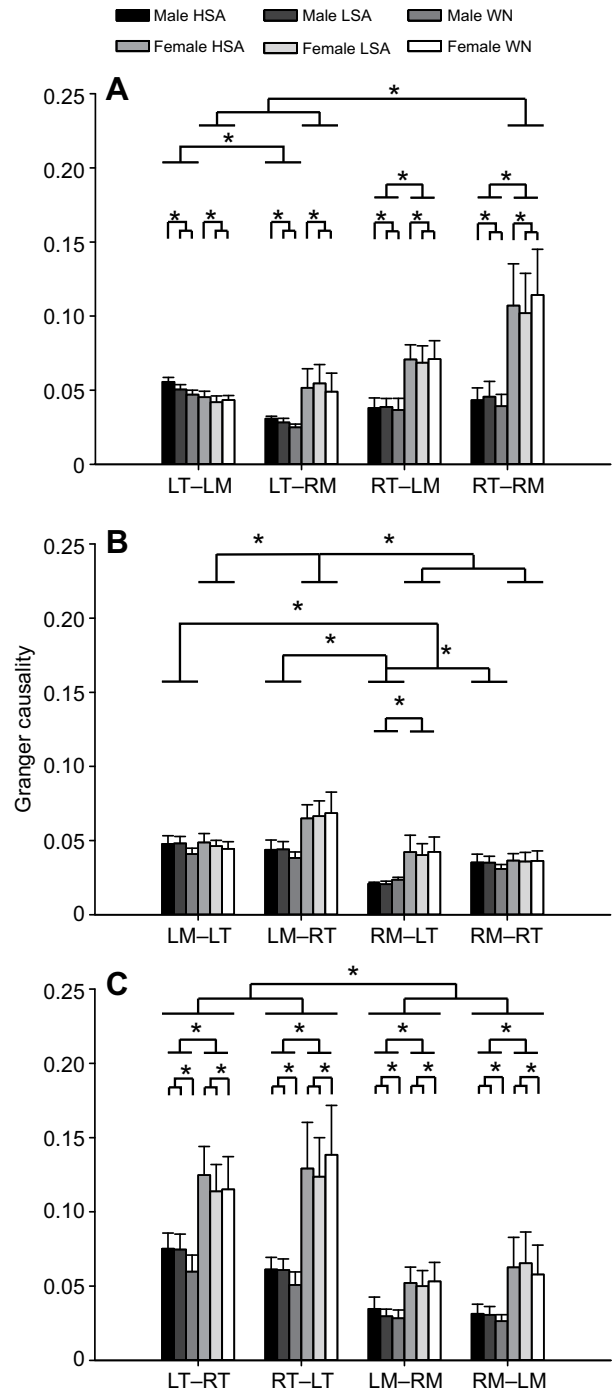 Male HSA Male LSA Male WN
Female HSA Female LSA Female WN
A
0.25
0.20
0.15
0.10
0.05
0
*
*
* *
* * * * * * * *
LT–LM LT–RM RT–LM RT–RM
B
0.25
0.20
0.15
0.10
0.05
0
* *
*
* *
*
LM–LT LM–RT RM–LT RM–RT
Granger causality
C
0.25
0.20
0.15
0.10
0.05
0
*
* * * *
* * * * * * * *
LT–RT RT–LT LM–RM RM–LM